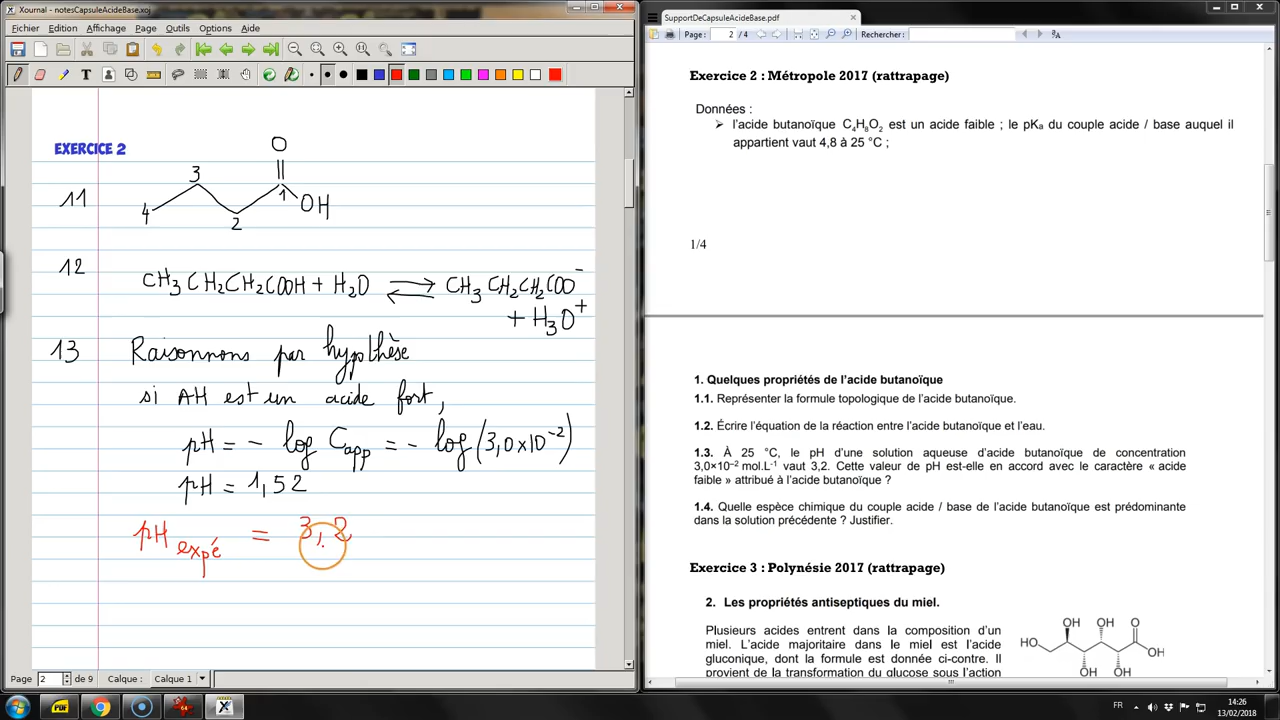 Xournal - notesCapsuleAcideBase.xoj
Fichier Edition Affichage Page Outils Options Aide
Page 2 de 9 Calque : Calque 1
EXERCICE 2
11
O
OH
1
2
3
4
12
CH3 CH2CH2COOH + H2O ⇌ CH3 CH2CH2COO-
+ H3O+
13 Raisonnons par hypthèse
si AH est un acide fort,
pH = - log Capp = - log (3,0×10-2)
pH = 1,52
pH expé = 3,2
SupportDeCapsuleAcideBase.pdf
Page : 2 / 4 Rechercher :
Exercice 2 : Métropole 2017 (rattrapage)
Données :
➢ l’acide butanoïque C4H8O2 est un acide faible ; le pKa du couple acide / base auquel il
appartient vaut 4,8 à 25 °C ;
1/4
1. Quelques propriétés de l’acide butanoïque
1.1. Représenter la formule topologique de l’acide butanoïque.
1.2. Écrire l’équation de la réaction entre l’acide butanoïque et l’eau.
1.3. À 25 °C, le pH d’une solution aqueuse d’acide butanoïque de concentration
3,0×10–2 mol.L-1 vaut 3,2. Cette valeur de pH est-elle en accord avec le caractère « acide
faible » attribué à l’acide butanoïque ?
1.4. Quelle espèce chimique du couple acide / base de l’acide butanoïque est prédominante
dans la solution précédente ? Justifier.
Exercice 3 : Polynésie 2017 (rattrapage)
2. Les propriétés antiseptiques du miel.
Plusieurs acides entrent dans la composition d’un
miel. L’acide majoritaire dans le miel est l’acide
gluconique, dont la formule est donnée ci-contre. Il
provient de la transformation du glucose sous l’action
OH OH O
HO OH
OH OH
FR 14:26
13/02/2018